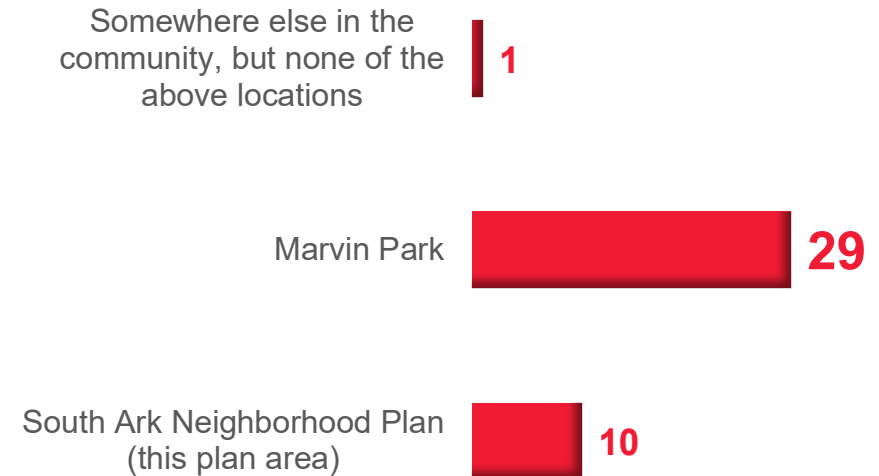 Somewhere else in the
community, but none of the
above locations
1
Marvin Park
29
South Ark Neighborhood Plan
(this plan area)
10